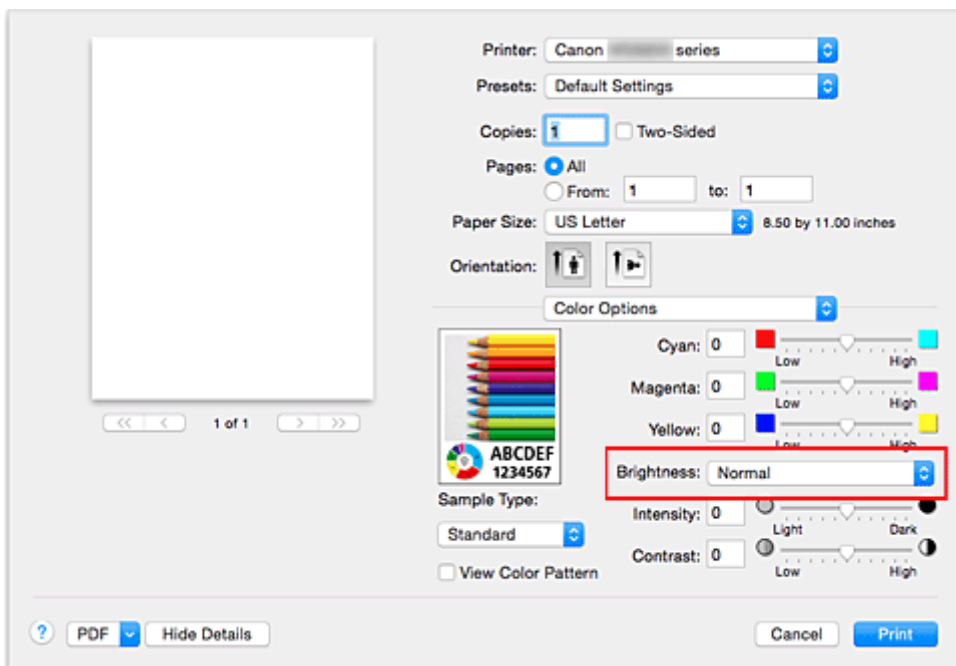 Printer: Canon series
Presets: Default Settings
Copies: 1 Two-Sided
Pages: All
From: 1 to: 1
Paper Size: US Letter 8.50 by 11.00 inches
Orientation:
Color Options
Cyan: 0
Low High
Magenta: 0
Low High
Yellow: 0
Low High
Brightness: Normal
Intensity: 0
Light Dark
Contrast: 0
Low High
ABCDEF
1234567
Sample Type:
Standard
View Color Pattern
<< < 1 of 1 > >>
? PDF Hide Details Cancel Print